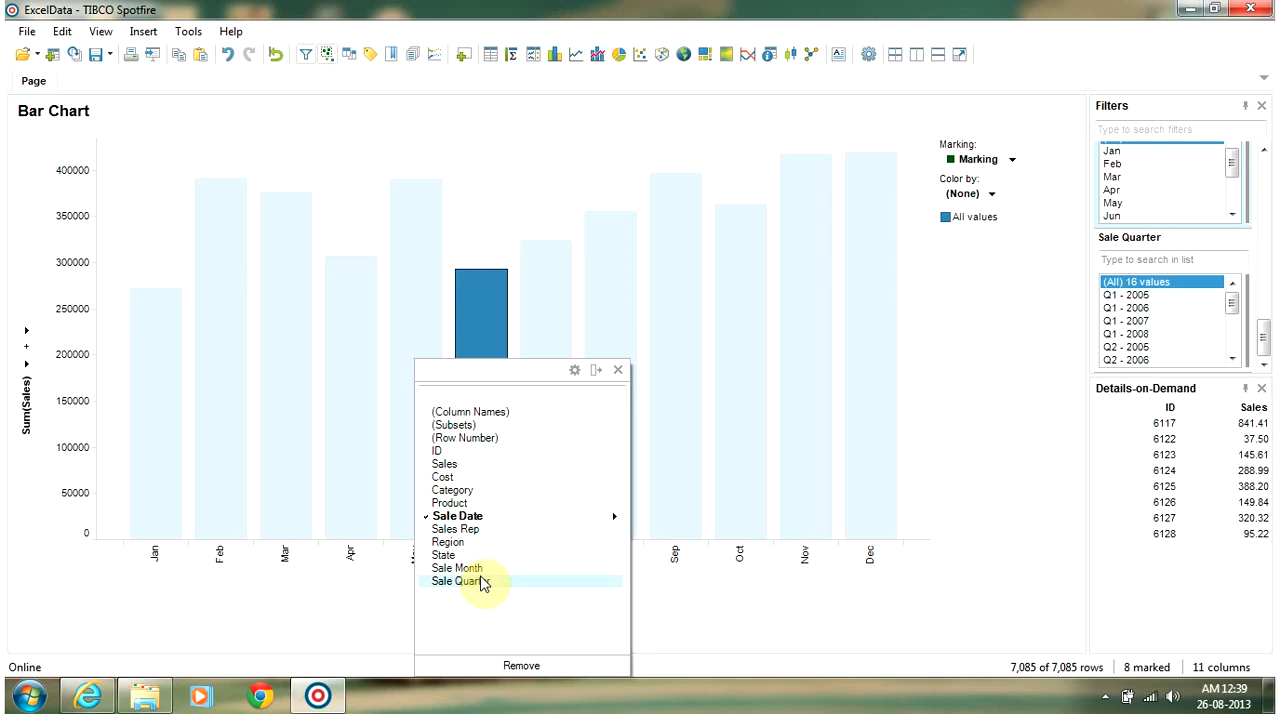 ExcelData - TIBCO Spotfire
File Edit View Insert Tools Help
Page
Bar Chart
400000
350000
300000
250000
200000
150000
100000
50000
0
Sum(Sales)
+
Jan Feb Mar Apr Sep Oct Nov Dec
Marking:
Marking
Color by:
(None)
All values
(Column Names)
(Subsets)
(Row Number)
ID
Sales
Cost
Category
Product
Sale Date
Sales Rep
Region
State
Sale Month
Sale Quarter
Remove
Filters
Type to search filters
Jan
Feb
Mar
Apr
May
Jun
Sale Quarter
Type to search in list
(All) 16 values
Q1 - 2005
Q1 - 2006
Q1 - 2007
Q1 - 2008
Q2 - 2005
Q2 - 2006
Details-on-Demand
ID Sales
6117 841.41
6122 37.50
6123 145.61
6124 288.99
6125 388.20
6126 149.84
6127 320.32
6128 95.22
Online
7,085 of 7,085 rows 8 marked 11 columns
AM 12:39
26-08-2013